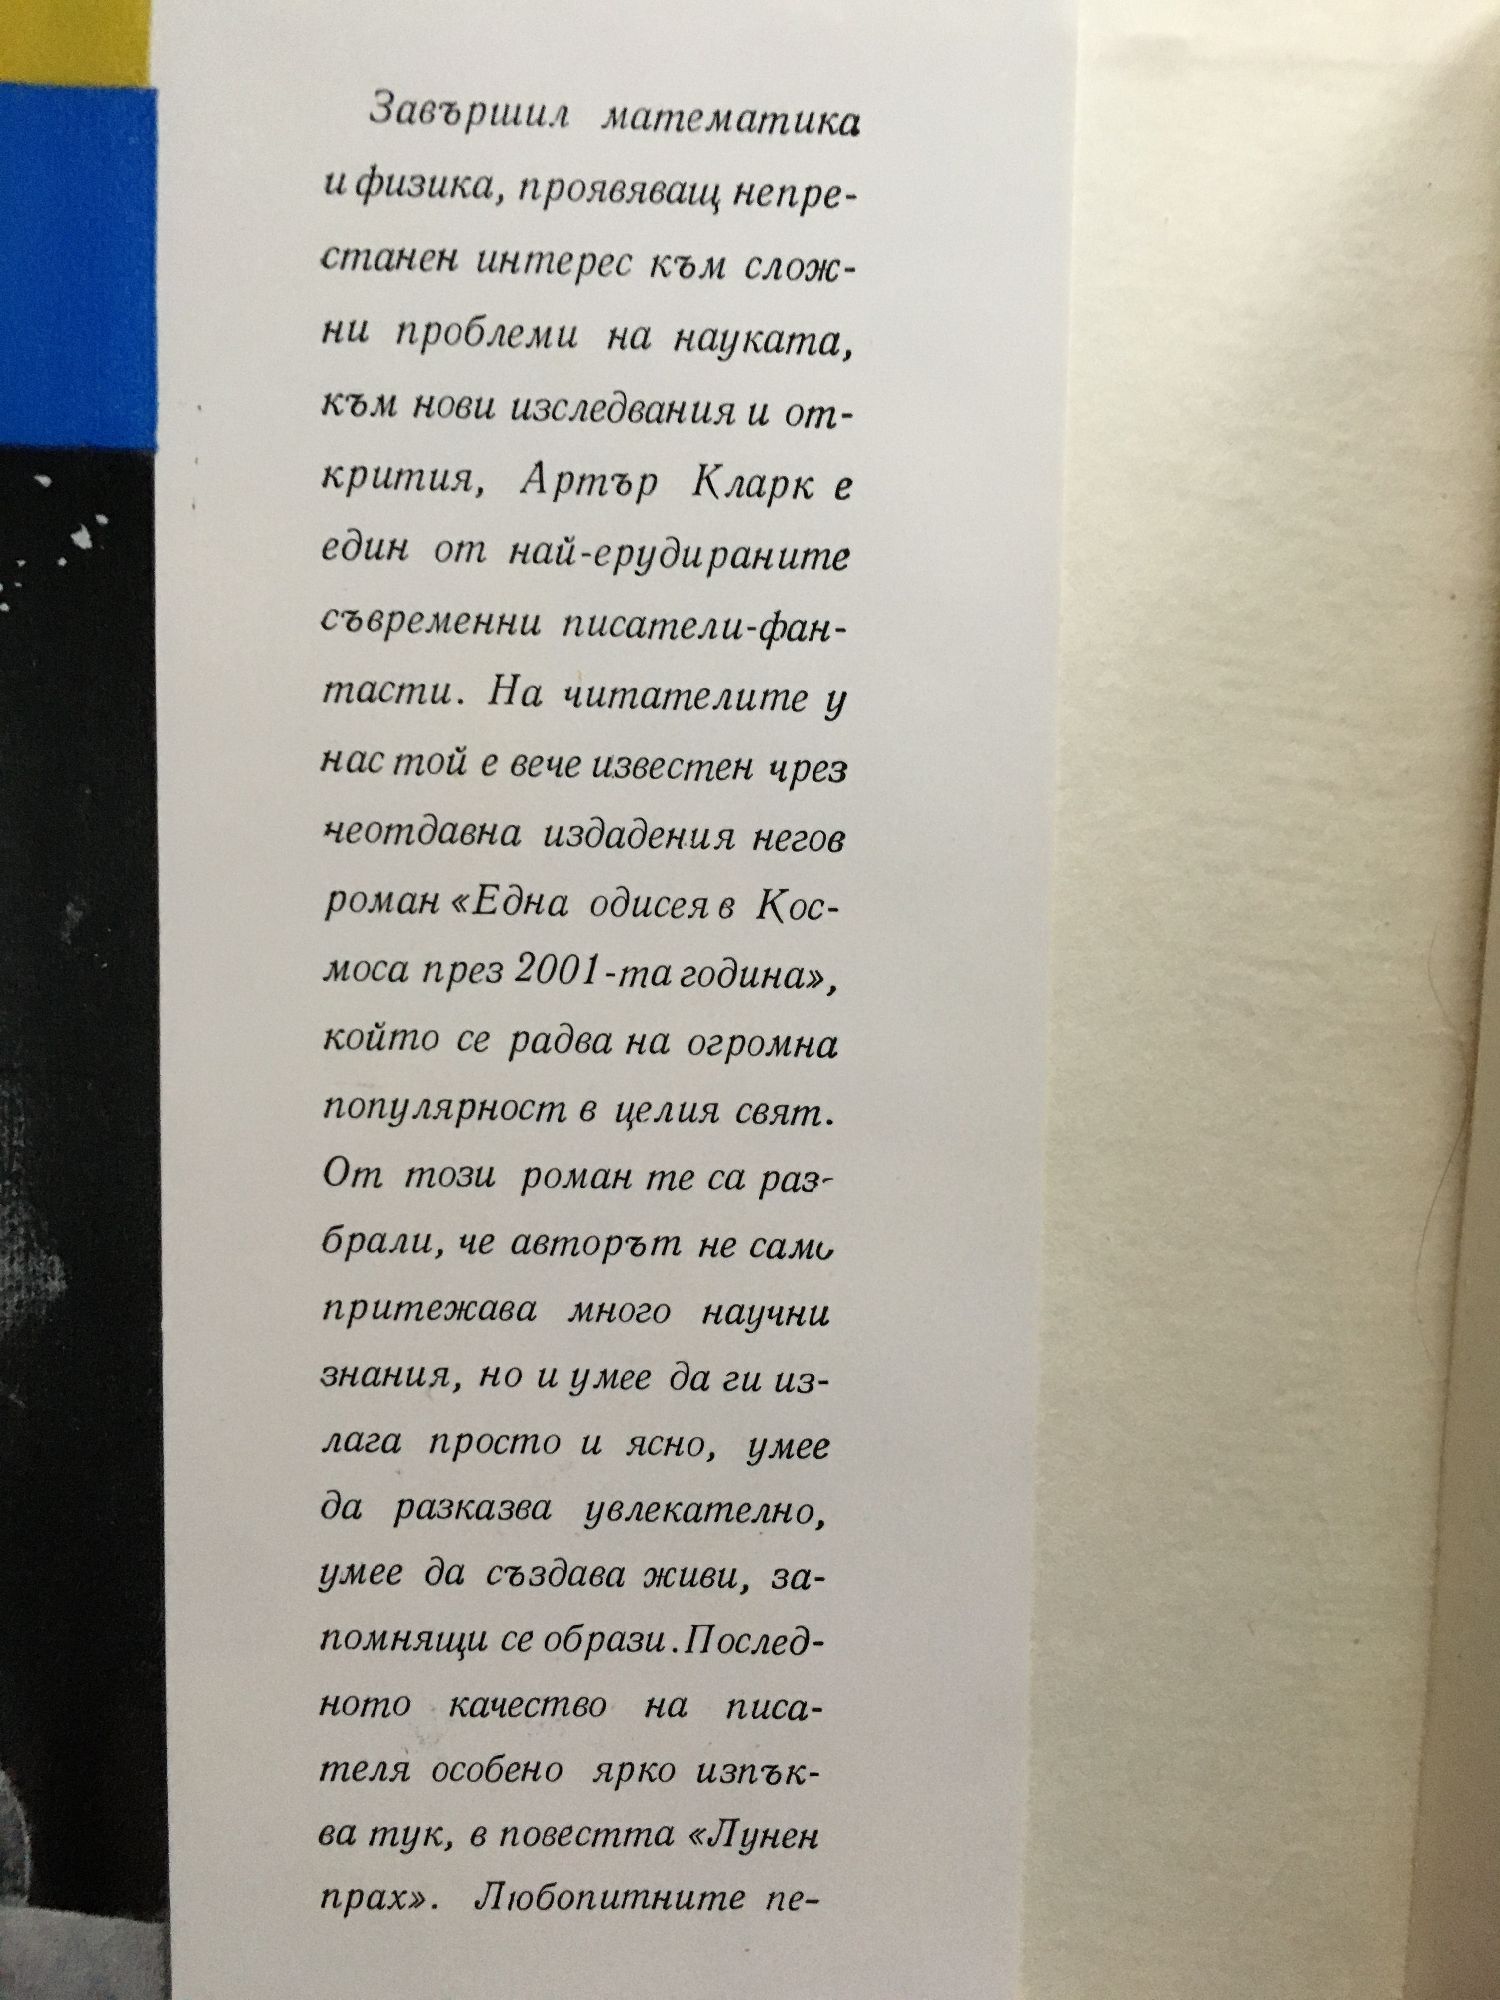 Завършил математика
и физика, проявяващ непре-
станен интерес към слож-
ни проблеми на науката,
към нови изследвания и от-
крития, Артър Кларк е
един от най-ерудираните
съвременни писатели-фан-
тасти. На читателите у
нас той е вече известен чрез
неотдавна издадения негов
роман «Една одисея в Кос-
моса през 2001-та година»,
който се радва на огромна
популярност в целия свят.
От този роман те са раз-
брали, че авторът не само
притежава много научни
знания, но и умее да ги из-
лага просто и ясно, умее
да разказва увлекателно,
умее да създава живи, за-
помнящи се образи. Послед-
ното качество на писа-
теля особено ярко изпък-
ва тук, в повестта «Лунен
прах». Любопитните пе-